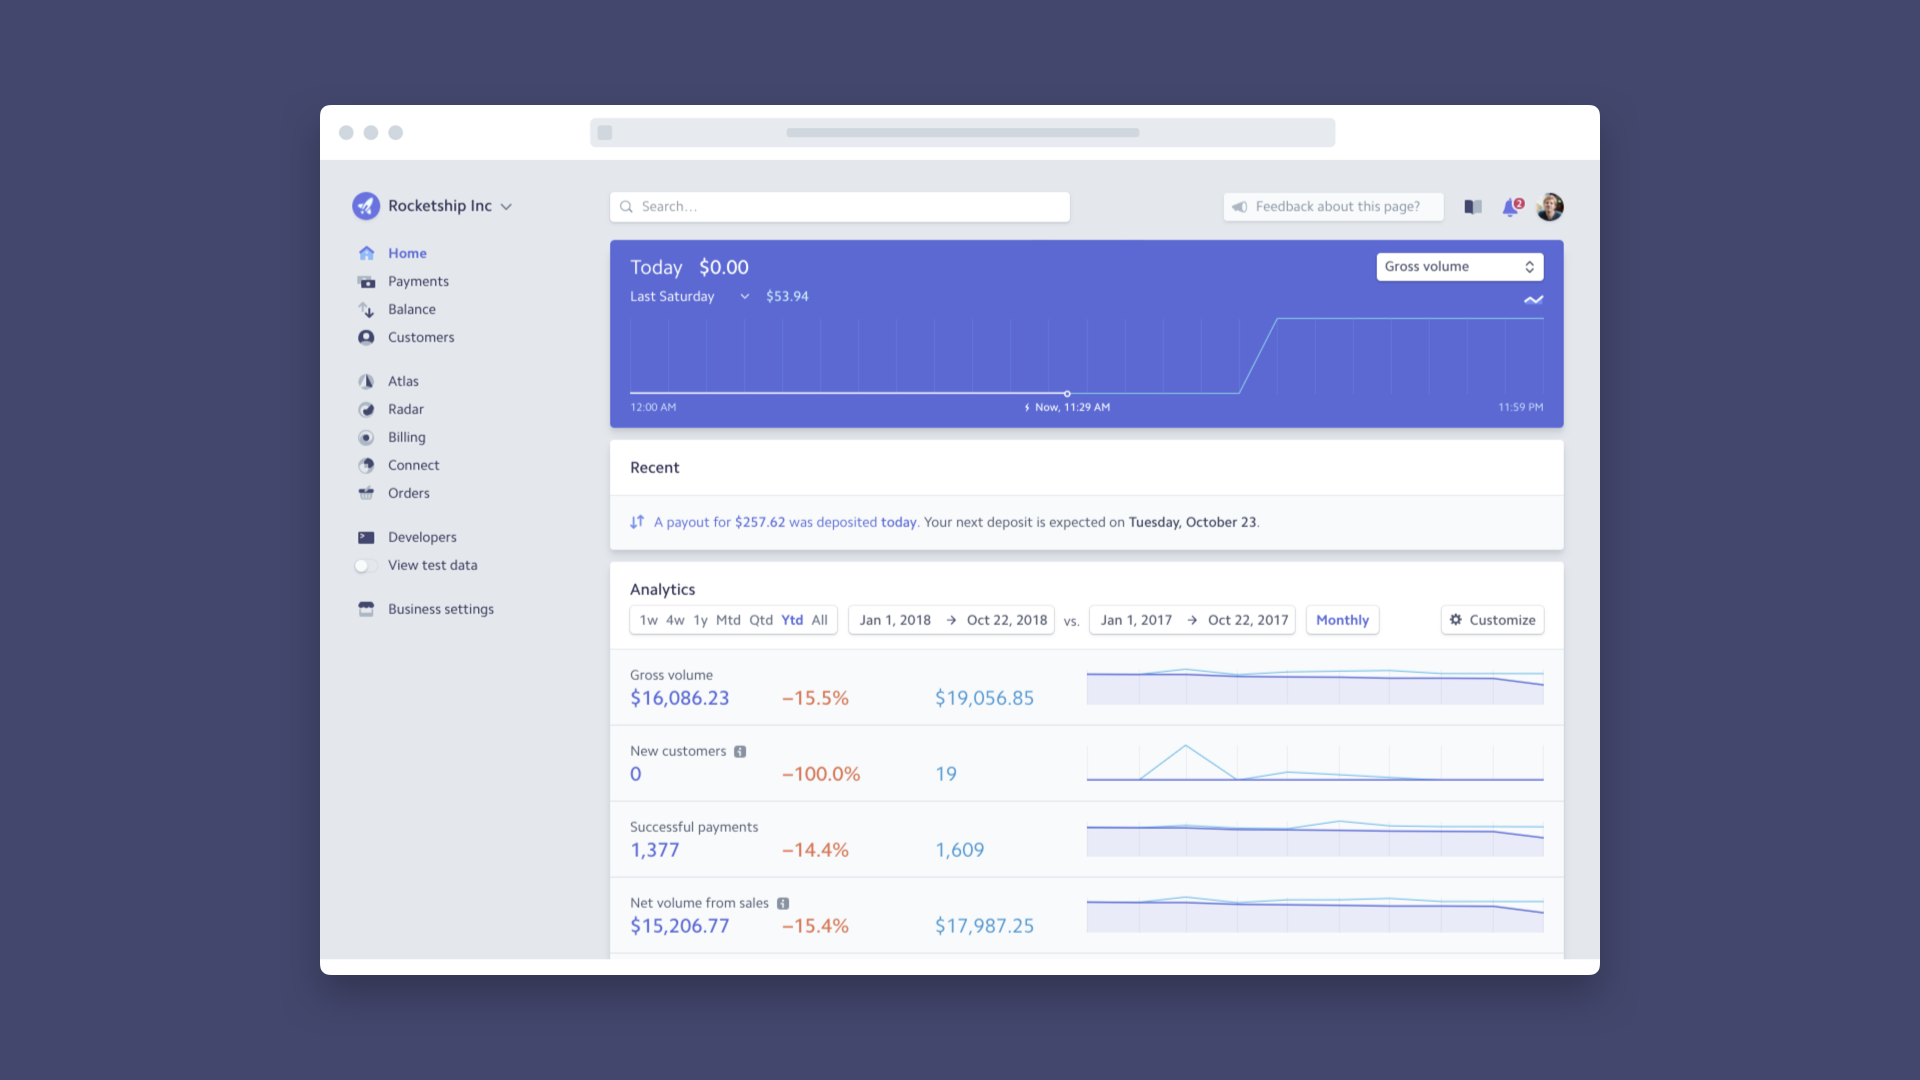 Rocketship Inc
Search...
Feedback about this page?
2
Home
Payments
Balance
Customers
Atlas
Radar
Billing
Connect
Orders
Developers
View test data
Business settings
Today $0.00
Gross volume
Last Saturday $53.94
12:00 AM
Now, 11:29 AM
11:59 PM
Recent
A payout for $257.62 was deposited today. Your next deposit is expected on Tuesday, October 23.
Analytics
1w 4w 1y Mtd Qtd Ytd All
Jan 1, 2018 → Oct 22, 2018
vs.
Jan 1, 2017 → Oct 22, 2017
Monthly
Customize
Gross volume
$16,086.23 –15.5% $19,056.85
New customers
0 –100.0% 19
Successful payments
1,377 –14.4% 1,609
Net volume from sales
$15,206.77 –15.4% $17,987.25